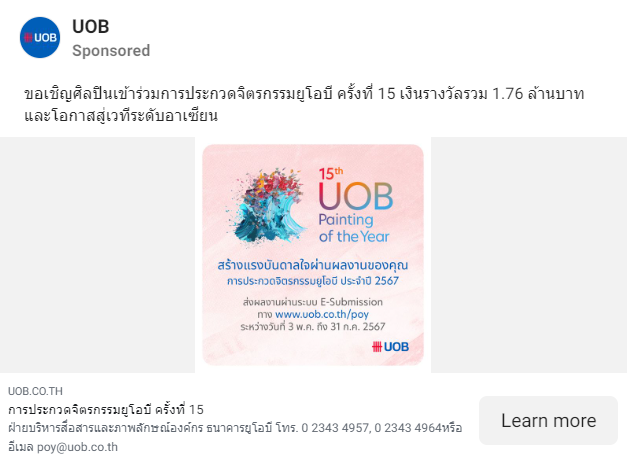 UOB
UOB
Sponsored
ขอเชิญศิลปินเข้าร่วมการประกวดจิตรกรรมยูโอบี ครั้งที่ 15 เงินรางวัลรวม 1.76 ล้านบาท
และโอกาสสู่เวทีระดับอาเซียน
15th
UOB
Painting
of the Year
สร้างแรงบันดาลใจผ่านผลงานของคุณ
การประกวดจิตรกรรมยูโอบี ประจำปี 2567
ส่งผลงานผ่านระบบ E-Submission
ทาง www.uob.co.th/poy
ระหว่างวันที่ 3 พ.ค. ถึง 31 ก.ค. 2567
UOB
UOB.CO.TH
การประกวดจิตรกรรมยูโอบี ครั้งที่ 15
ฝ่ายบริหารสื่อสารและภาพลักษณ์องค์กร ธนาคารยูโอบี โทร. 0 2343 4957, 0 2343 4964หรือ
อีเมล poy@uob.co.th
Learn more